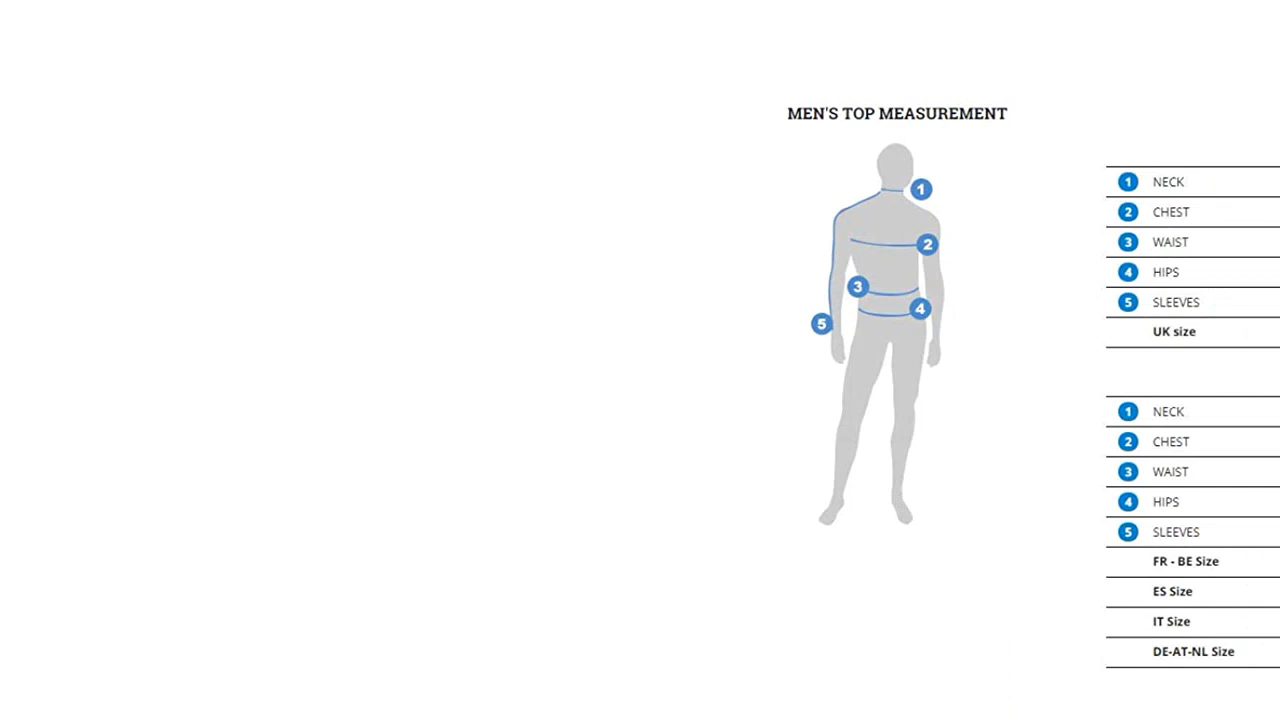 MEN'S TOP MEASUREMENT
1
2
3
4
5
1 NECK
2 CHEST
3 WAIST
4 HIPS
5 SLEEVES
UK size
1 NECK
2 CHEST
3 WAIST
4 HIPS
5 SLEEVES
FR - BE Size
ES Size
IT Size
DE-AT-NL Size